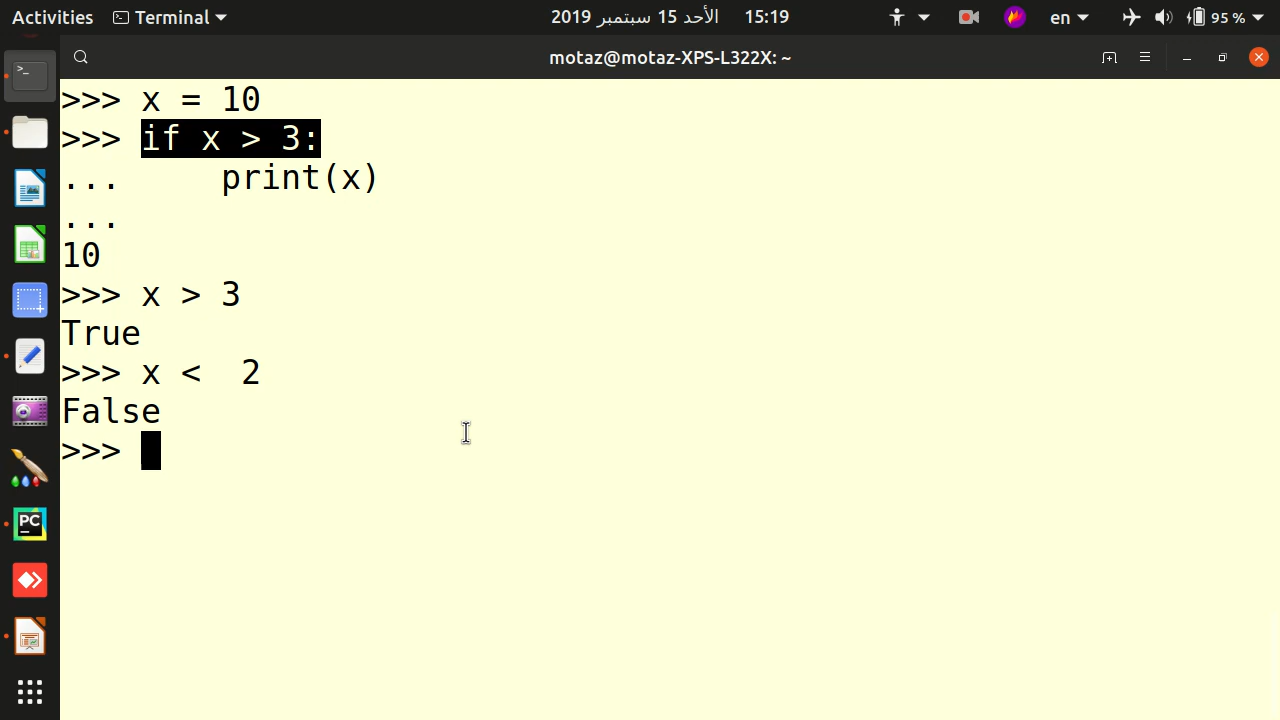 Activities Terminal الأحد 15 سبتمبر 2019 15:19 en 95 %
motaz@motaz-XPS-L322X: ~
>>> x = 10
>>> if x > 3:
...     print(x)
...
10
>>> x > 3
True
>>> x <  2
False
>>>
PC